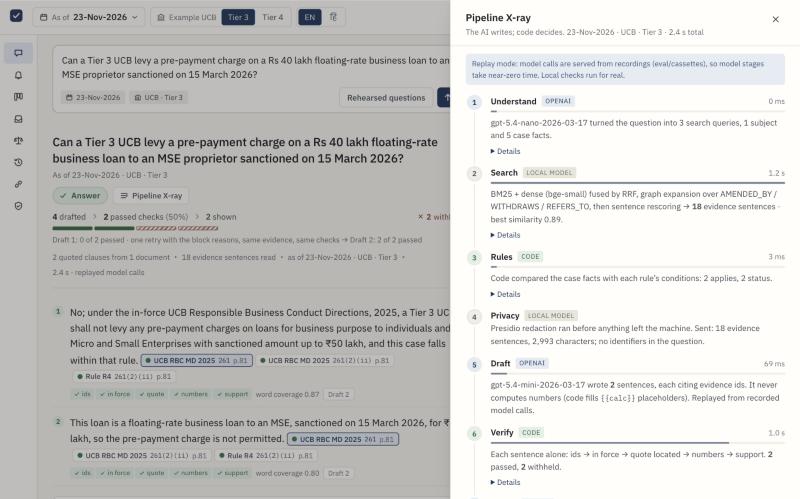 As of 23-Nov-2026
Example UCB Tier 3 Tier 4
EN
Can a Tier 3 UCB levy a pre-payment charge on a Rs 40 lakh floating-rate business loan to an
MSE proprietor sanctioned on 15 March 2026?
23-Nov-2026 UCB · Tier 3
Rehearsed questions
Can a Tier 3 UCB levy a pre-payment charge on a Rs 40 lakh floating-rate
business loan to an MSE proprietor sanctioned on 15 March 2026?
As of 23-Nov-2026 · UCB · Tier 3
Answer Pipeline X-ray
4 drafted > 2 passed checks (50%) > 2 shown
× 2 withl
Draft 1: 0 of 2 passed · one retry with the block reasons, same evidence, same checks → Draft 2: 2 of 2 passed
2 quoted clauses from 1 document • 18 evidence sentences read • as of 23-Nov-2026 · UCB · Tier 3 •
2.4 s · replayed model calls
1 No; under the in-force UCB Responsible Business Conduct Directions, 2025, a Tier 3 UC
shall not levy any pre-payment charges on loans for business purpose to individuals and
Micro and Small Enterprises with sanctioned amount up to ₹50 lakh, and this case falls
within that rule. UCB RBC MD 2025 261 p.81 UCB RBC MD 2025 261(2)(ii) p.81
Rule R4 261(2)(ii) p.81
✓ ids ✓ in force ✓ quote ✓ numbers ✓ support word coverage 0.87 Draft 2
2 This loan is a floating-rate business loan to an MSE, sanctioned on 15 March 2026, for ₹
lakh, so the pre-payment charge is not permitted. UCB RBC MD 2025 261 p.81
UCB RBC MD 2025 261(2)(ii) p.81 Rule R4 261(2)(ii) p.81
✓ ids ✓ in force ✓ quote ✓ numbers ✓ support word coverage 0.80 Draft 2
Pipeline X-ray
The AI writes; code decides. 23-Nov-2026 · UCB · Tier 3 · 2.4 s total
Replay mode: model calls are served from recordings (eval/cassettes), so model stages
take near-zero time. Local checks run for real.
1 Understand OPENAI 0 ms
gpt-5.4-nano-2026-03-17 turned the question into 3 search queries, 1 subject
and 5 case facts.
▶ Details
2 Search LOCAL MODEL 1.2 s
BM25 + dense (bge-small) fused by RRF, graph expansion over AMENDED_BY /
WITHDRAWS / REFERS_TO, then sentence rescoring → 18 evidence sentences ·
best similarity 0.89.
▶ Details
3 Rules CODE 3 ms
Code compared the case facts with each rule's conditions: 2 applies, 2 status.
▶ Details
4 Privacy LOCAL MODEL
Presidio redaction ran before anything left the machine. Sent: 18 evidence
sentences, 2,993 characters; no identifiers in the question.
5 Draft OPENAI 69 ms
gpt-5.4-mini-2026-03-17 wrote 2 sentences, each citing evidence ids. It never
computes numbers (code fills {{calc}} placeholders). Replayed from recorded
model calls.
6 Verify CODE 1.0 s
Each sentence alone: ids → in force → quote located → numbers → support. 2
passed, 2 withheld.
▶ Details